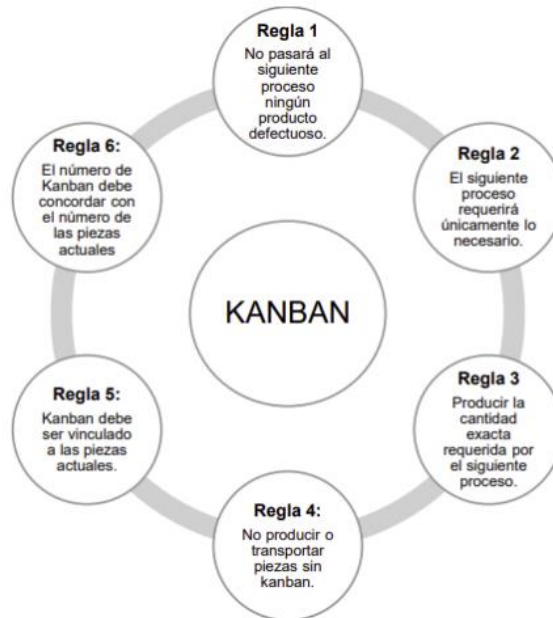 Regla 1
No pasará al
siguiente
proceso
ningún
producto
defectuoso.
Regla 2
El siguiente
proceso
requerirá
únicamente lo
necesario.
Regla 3
Producir la
cantidad
exacta
requerida por
el siguiente
proceso.
Regla 4:
No producir o
transportar
piezas sin
kanban.
Regla 5:
Kanban debe
ser vinculado
a las piezas
actuales.
Regla 6:
El número de
Kanban debe
concordar con
el número de
las piezas
actuales
KANBAN